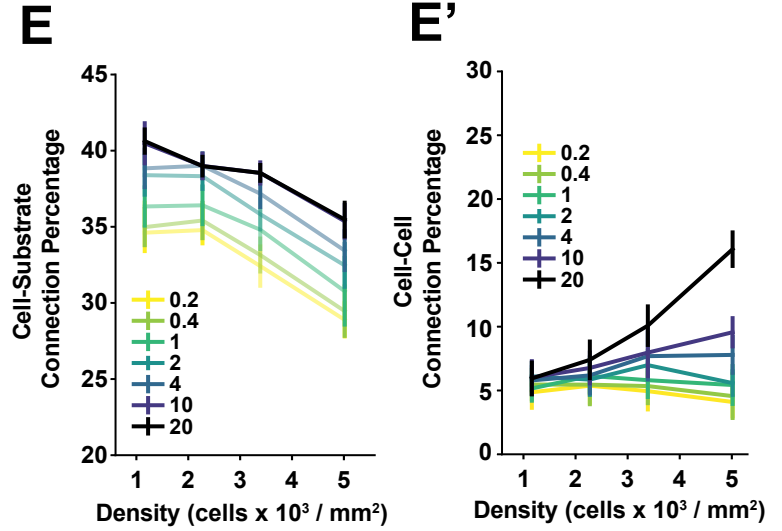 E
45
40
35
30
25
20
Cell-Substrate
Connection Percentage
0.2
0.4
1
2
4
10
20
1 2 3 4 5
Density (cells x 10³ / mm²)
E'
30
25
20
15
10
5
0
Cell-Cell
Connection Percentage
0.2
0.4
1
2
4
10
20
1 2 3 4 5
Density (cells x 10³ / mm²)